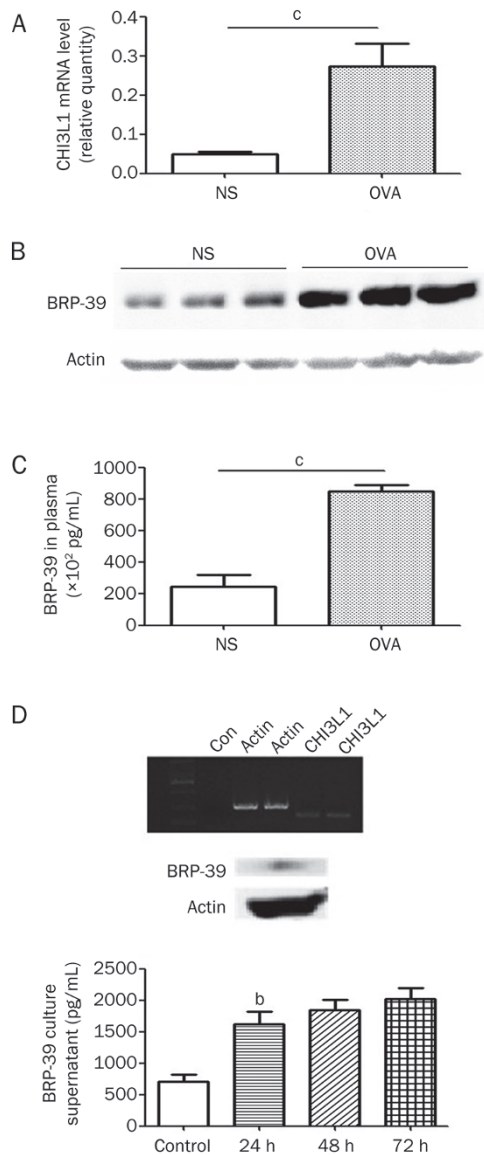 A
c
CHI3L1 mRNA level
(relative quantity)
0.4
0.3
0.2
0.1
0.0
NS OVA
B
NS OVA
BRP-39
Actin
C
c
BRP-39 in plasma
(×10² pg/mL)
1000
800
600
400
200
0
NS OVA
D
Con Actin Actin CHI3L1 CHI3L1
BRP-39
Actin
BRP-39 culture
supernatant (pg/mL)
2500
2000
1500
1000
500
0
b
Control 24 h 48 h 72 h